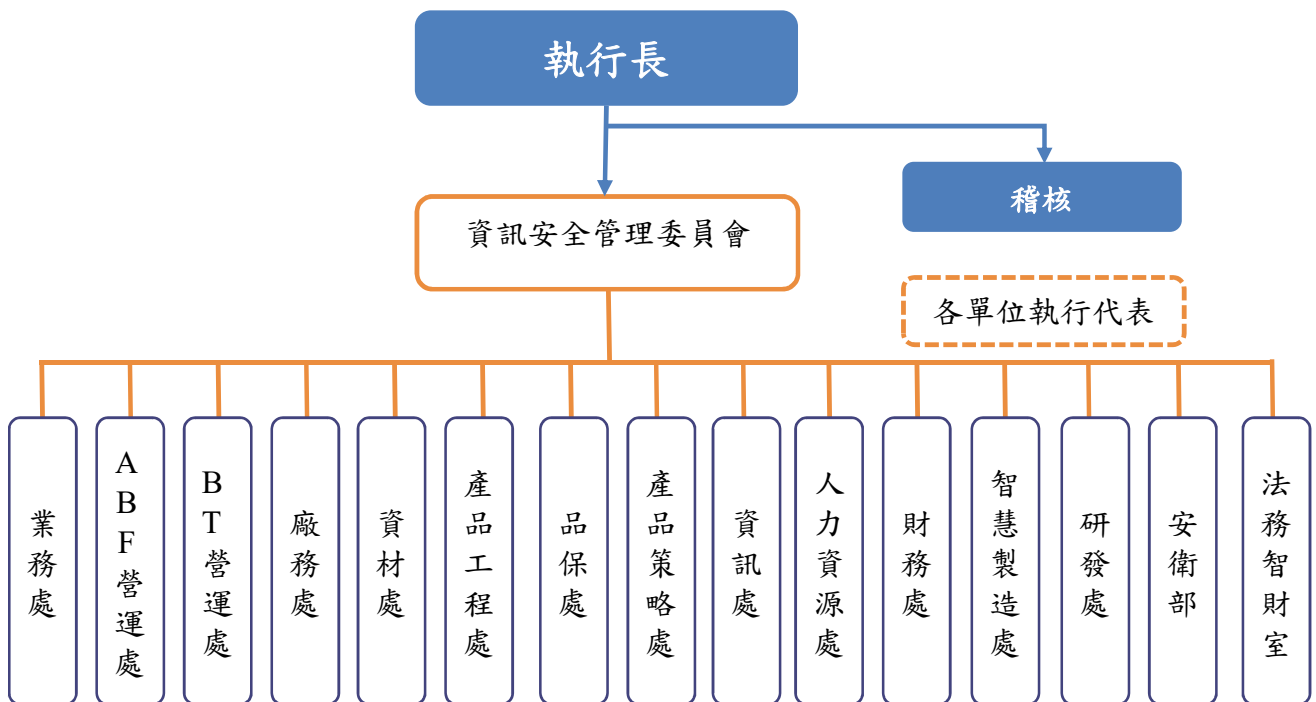 執行長
稽核
資訊安全管理委員會
各單位執行代表
業務處
ABF營運處
BT營運處
廠務處
資材處
產品工程處
品保處
產品策略處
資訊處
人力資源處
財務處
智慧製造處
研發處
安衛部
法務智財室